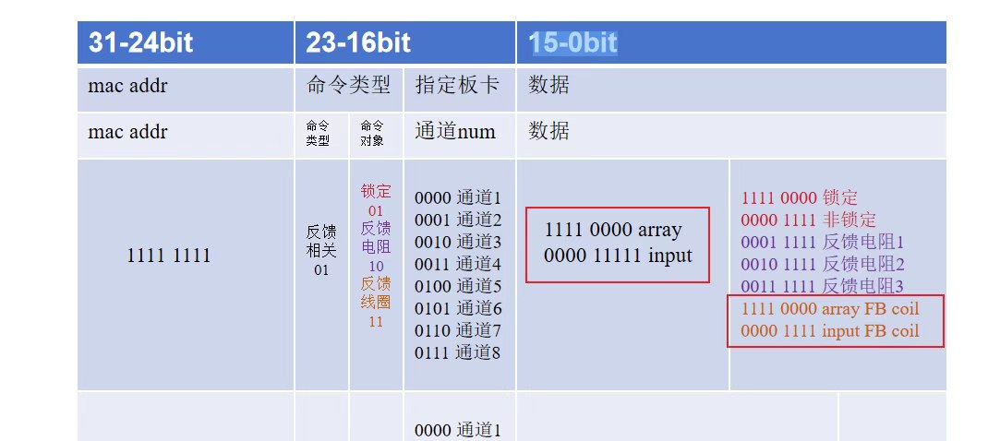 31-24bit 23-16bit 15-0bit
mac addr 命令类型 指定板卡 数据
mac addr 命令类型 命令对象 通道num 数据
1111 1111
反馈
相关
01
锁定
01
反馈
电阻
10
反馈
线圈
11
0000 通道1
0001 通道2
0010 通道3
0011 通道4
0100 通道5
0101 通道6
0110 通道7
0111 通道8
1111 0000 array
0000 11111 input
1111 0000 锁定
0000 1111 非锁定
0001 1111 反馈电阻1
0010 1111 反馈电阻2
0011 1111 反馈电阻3
1111 0000 array FB coil
0000 1111 input FB coil
0000 通道1